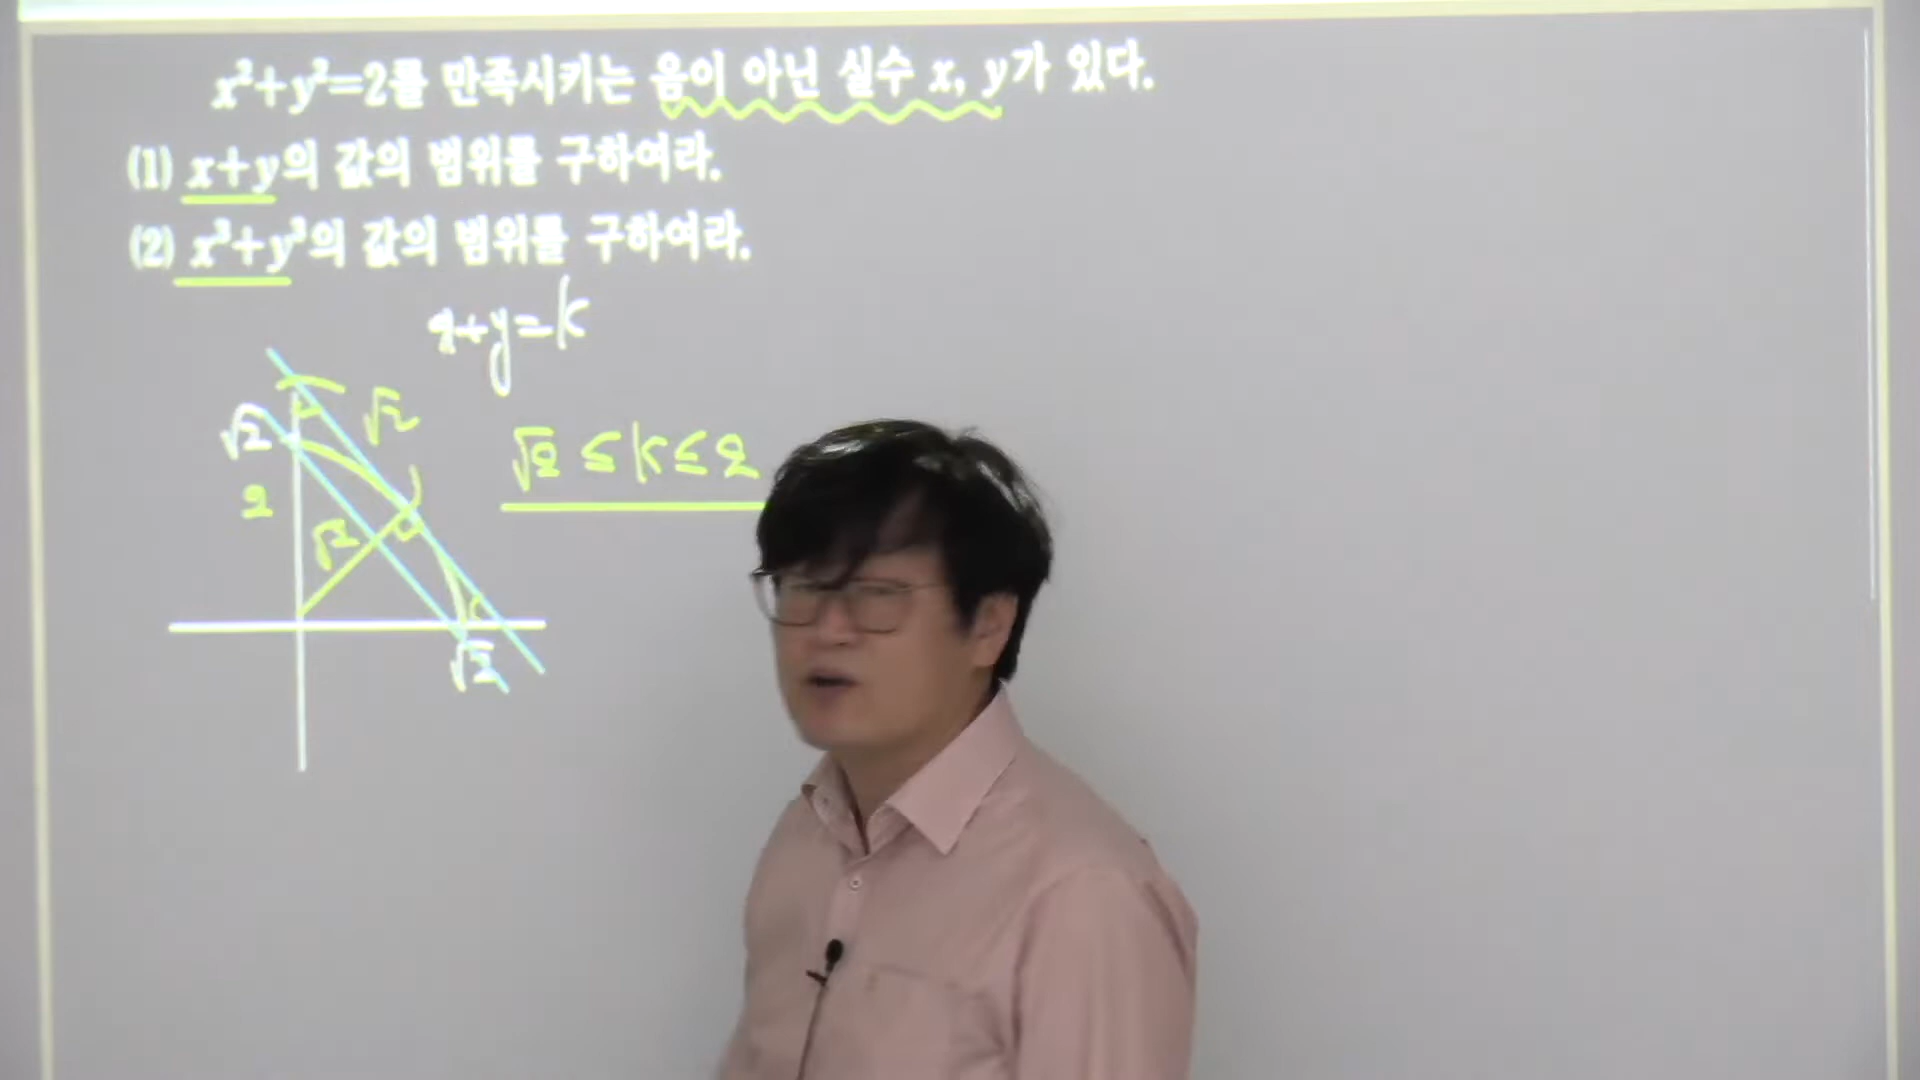 x²+y²=2를 만족시키는 음이 아닌 실수 x, y가 있다.
(1) x+y의 값의 범위를 구하여라.
(2) x³+y³의 값의 범위를 구하여라.
x+y=k
√2 ≤ k ≤ 2
√2
√2
2
√2
√2